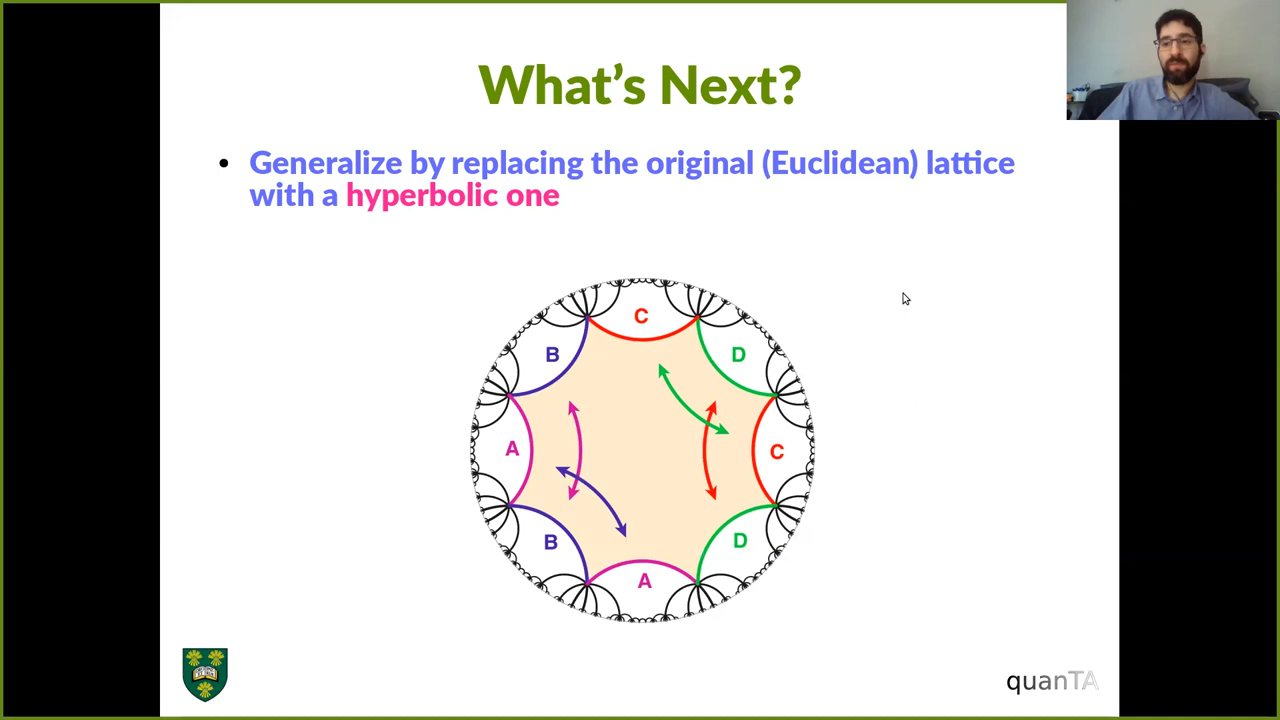 What's Next?
• Generalize by replacing the original (Euclidean) lattice
with a hyperbolic one
C
B
D
A
C
B
D
A
quanTA